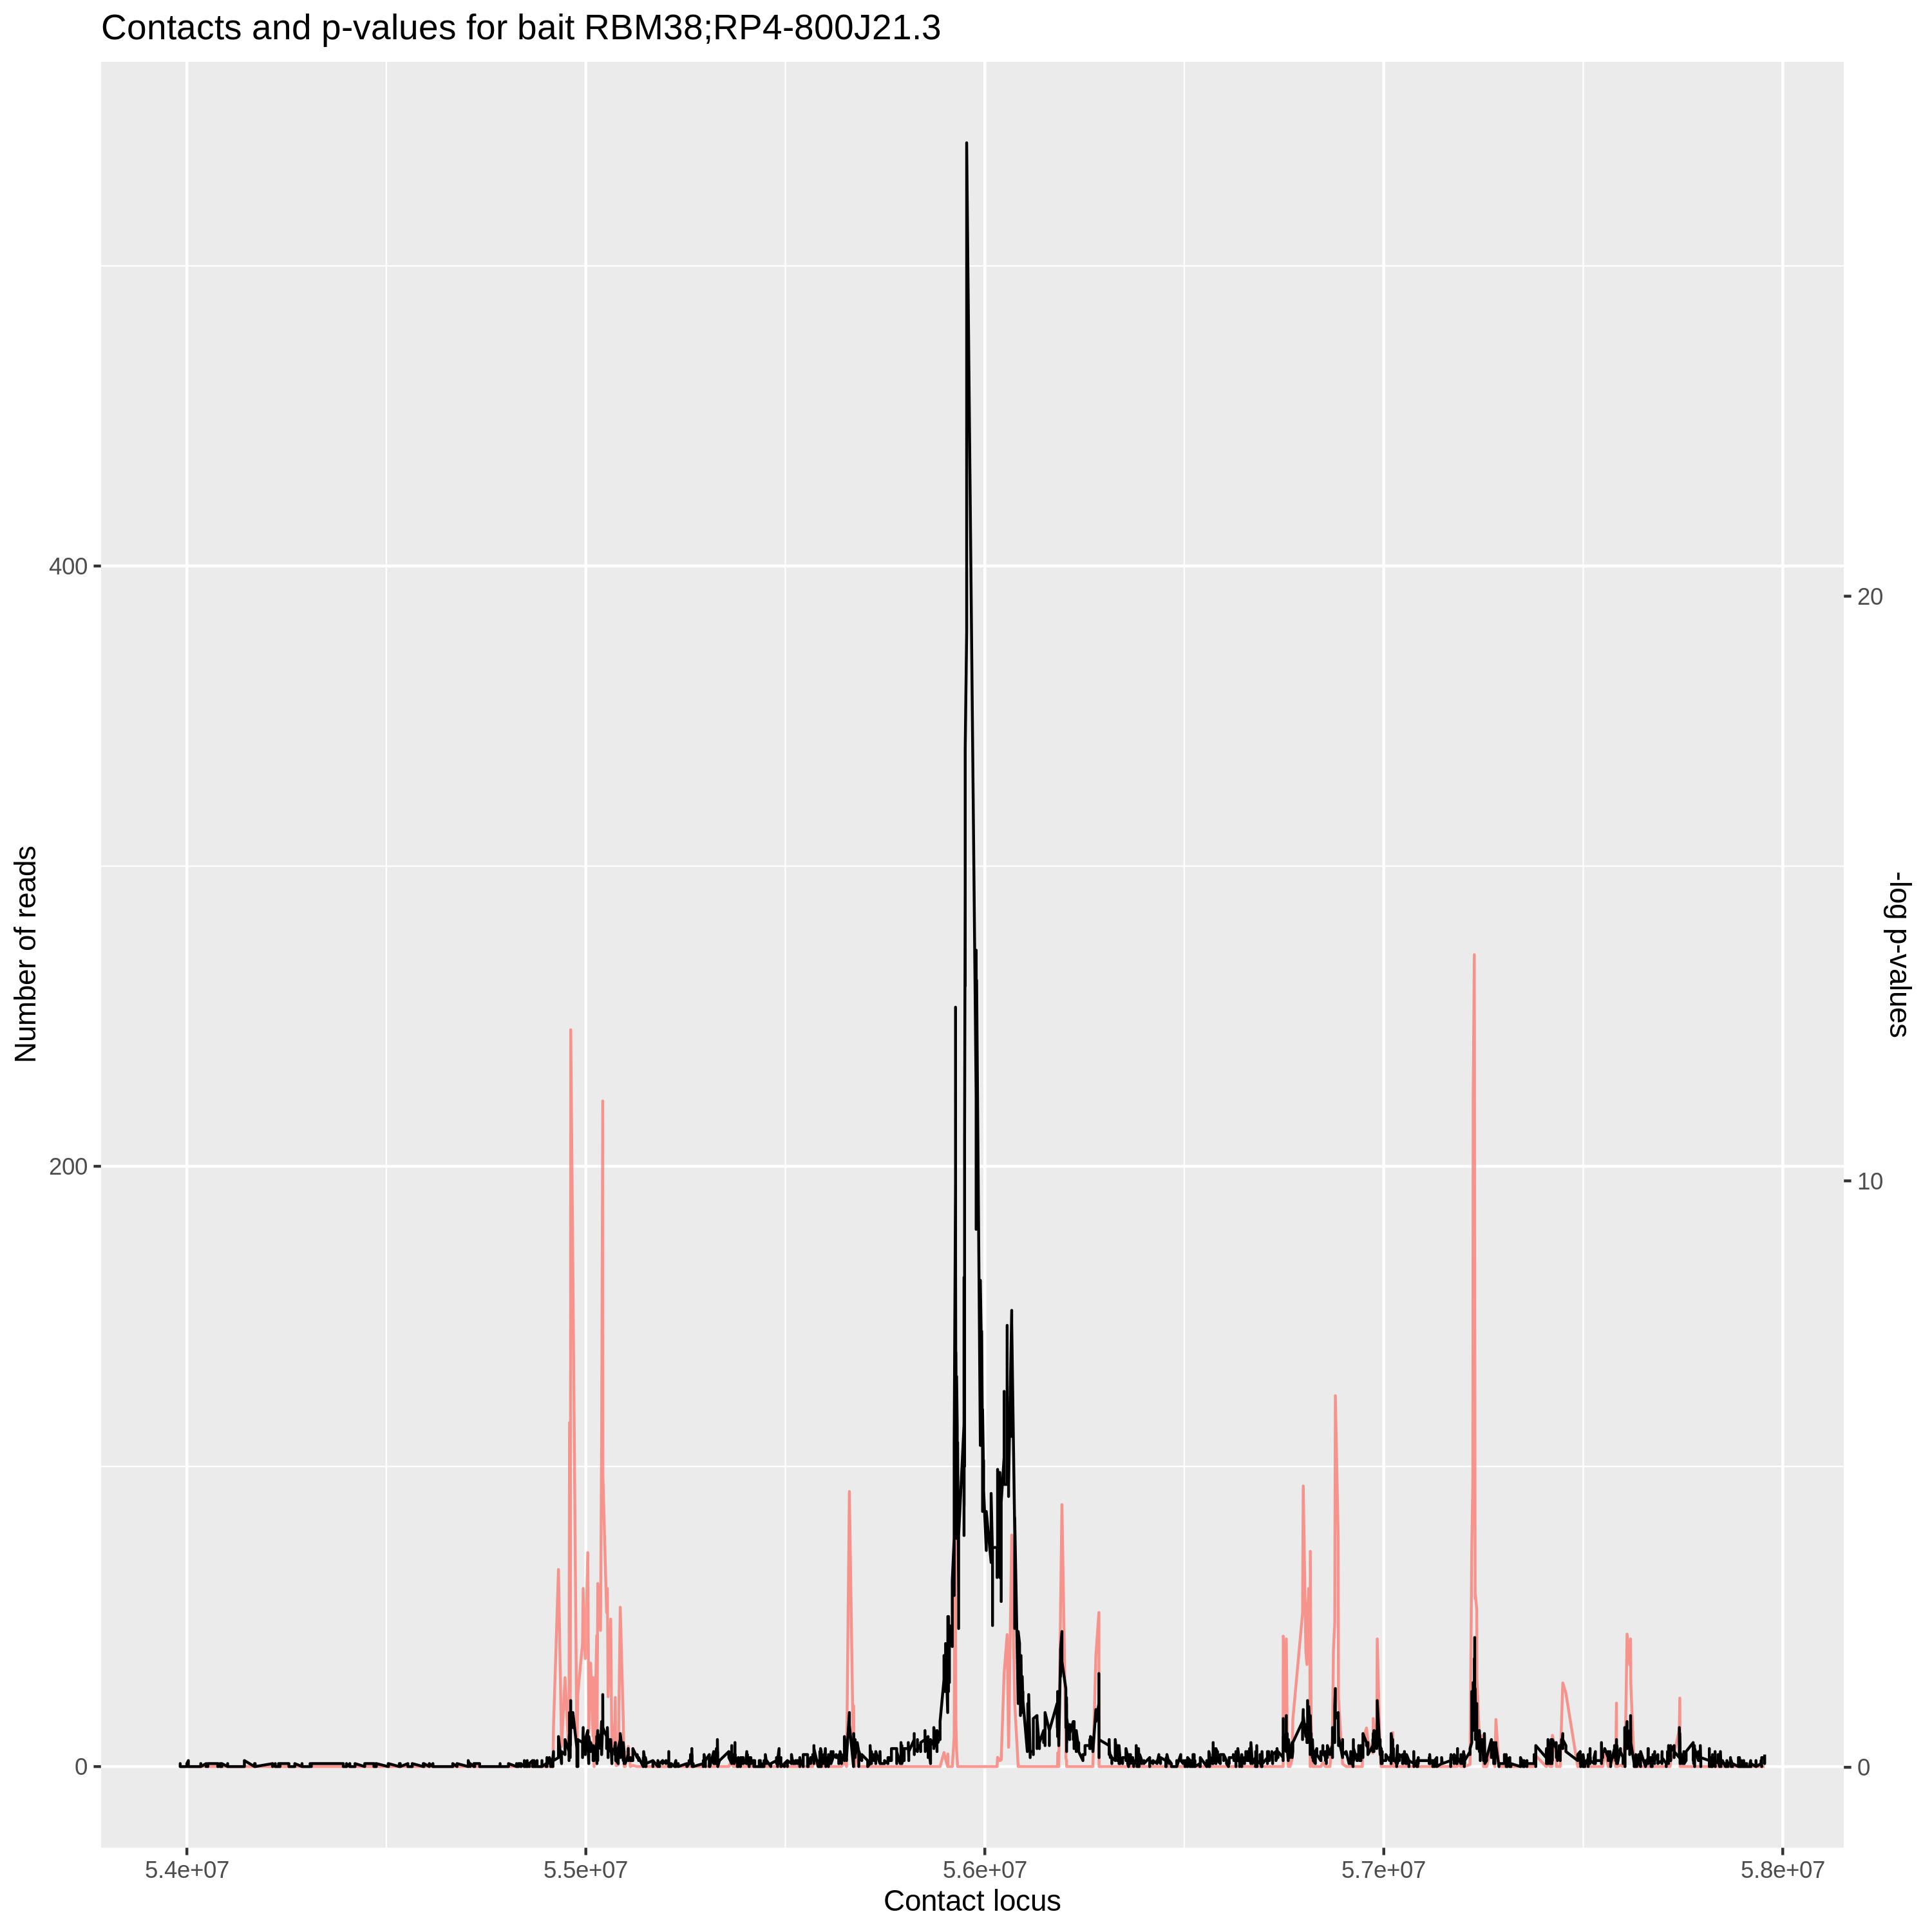 Contacts and p-values for bait RBM38;RP4-800J21.3
Number of reads
400
200
0
20
10
0
-log p-values
5.4e+07
5.5e+07
5.6e+07
5.7e+07
5.8e+07
Contact locus